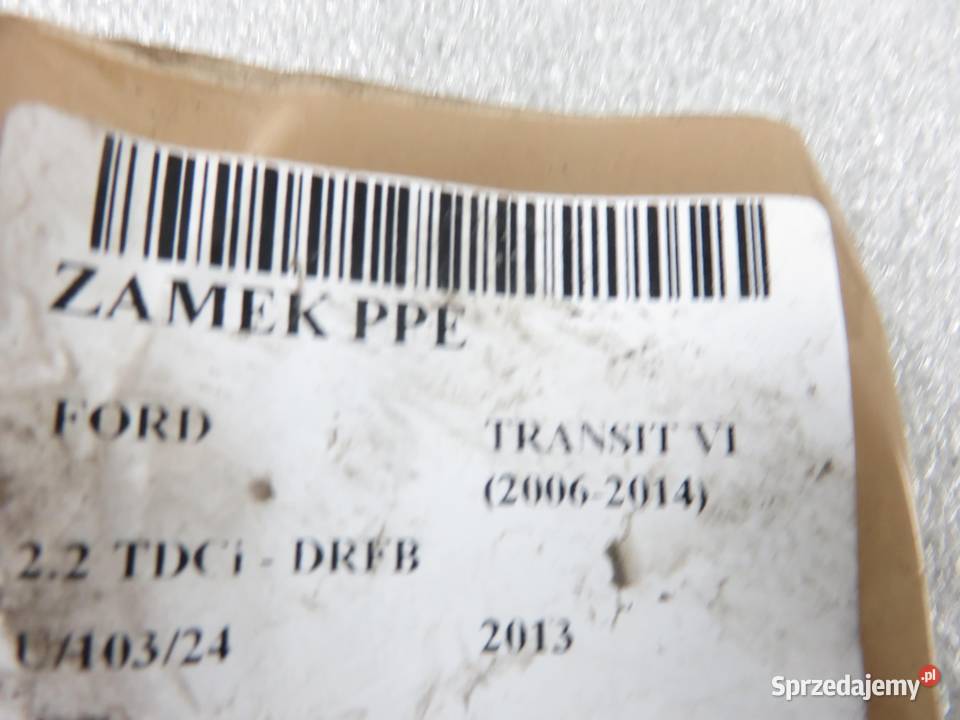 ZAMEK PPE
FORD TRANSIT VI
(2006-2014)
2.2 TDCi - DRFB
U/103/24 2013
Sprzedajemy.pl